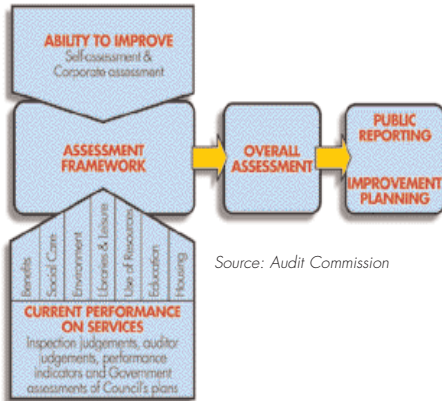 ABILITY TO IMPROVE
Self-assessment &
Corporate assessment
ASSESSMENT
FRAMEWORK
OVERALL
ASSESSMENT
PUBLIC
REPORTING
IMPROVEMENT
PLANNING
Benefits
Social Care
Environment
Libraries & Leisure
Use of Resources
Education
Housing
Source: Audit Commission
CURRENT PERFORMANCE
ON SERVICES
Inspection judgements, auditor
judgements, performance
indicators and Government
assessments of Council's plans